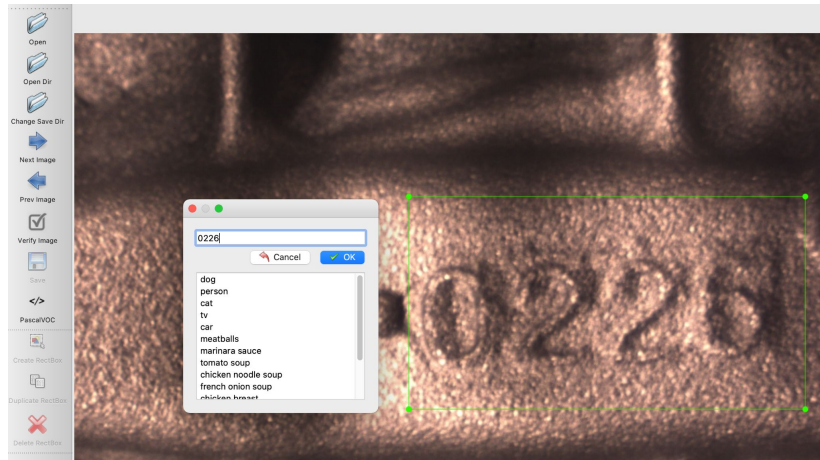 Open
Open Dir
Change Save Dir
Next Image
Prev Image
Verify Image
Save
</>
PascalVOC
Create RectBox
Duplicate RectBox
Delete RectBox
0226
Cancel
OK
dog
person
cat
tv
car
meatballs
marinara sauce
tomato soup
chicken noodle soup
french onion soup
chicken breast
0226